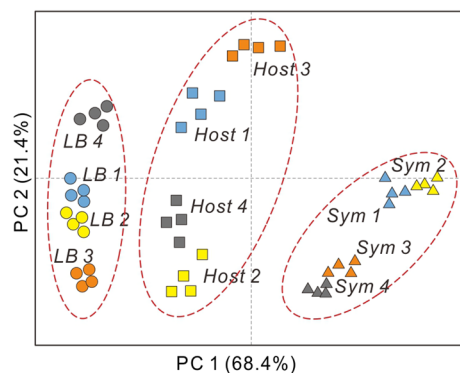 Host 3
Sym 2
LB 4
Host 1
LB 1
Host 4
Sym 1
LB 2
Sym 3
LB 3
Host 2
Sym 4
PC 2 (21.4%)
PC 1 (68.4%)